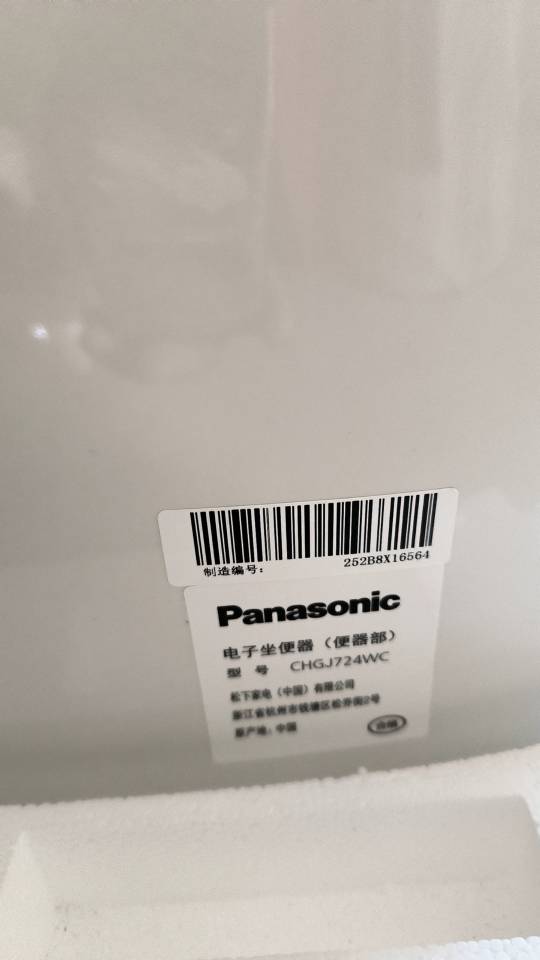 252B8X16564
制造编号：
Panasonic
电子坐便器（便器部）
型 号 CHGJ724WC
松下家电（中国）有限公司
浙江省杭州市钱塘区松乔街2号
原产地：中国
合格